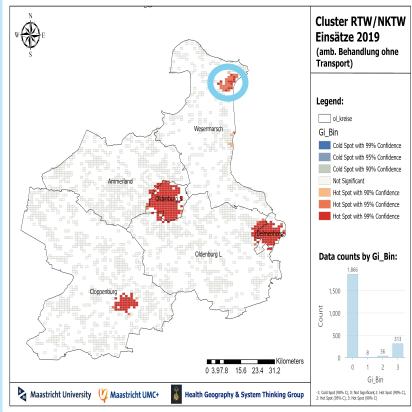 N
W
E
S
Cluster RTW/NKTW
Einsätze 2019
(amb. Behandlung ohne
Transport)
Legend:
ol_kreise
Gi_Bin
Cold Spot with 99% Confidence
Cold Spot with 95% Confidence
Cold Spot with 90% Confidence
Not Significant
Hot Spot with 90% Confidence
Hot Spot with 95% Confidence
Hot Spot with 99% Confidence
Wesermarsch
Ammerland
Oldenburg
Delmenhorst
Oldenburg L
Cloppenburg
Data counts by Gi_Bin:
1,866
1,500
1,000
500
0
Count
8
36
313
0 1 2 3
Gi_Bin
Kilometers
0 3.97.8 15.6 23.4 31.2
Maastricht University
Maastricht UMC+
Health Geography & System Thinking Group